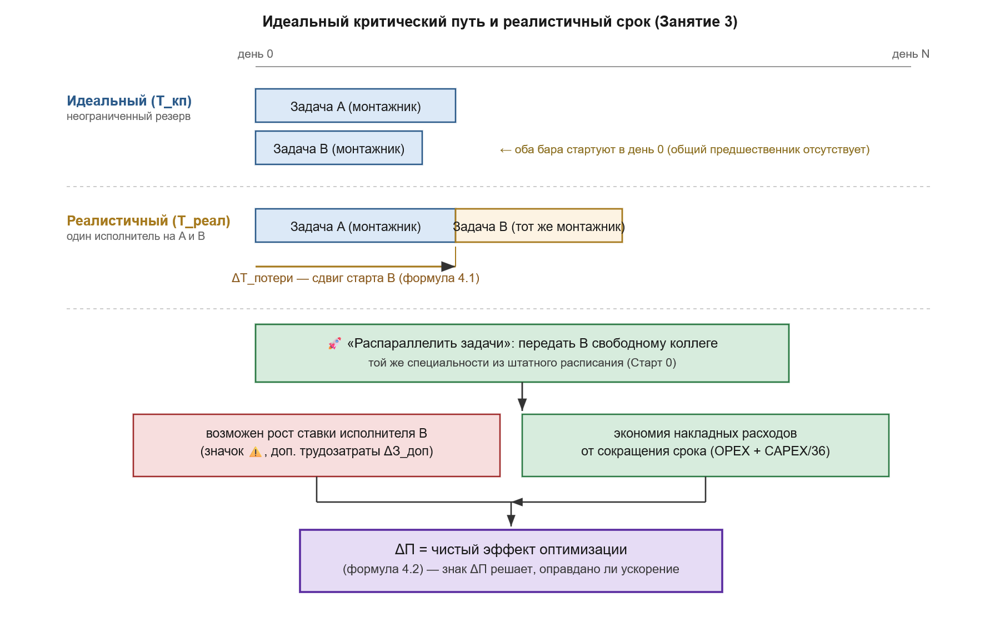 Идеальный критический путь и реалистичный срок (Занятие 3)
день 0
день N
Идеальный (Т_кп)
неограниченный резерв
Задача A (монтажник)
Задача B (монтажник)
← оба бара стартуют в день 0 (общий предшественник отсутствует)
Реалистичный (Т_реал)
один исполнитель на A и B
Задача A (монтажник)
Задача B (тот же монтажник)
ΔT_потери — сдвиг старта B (формула 4.1)
🚀 «Распараллелить задачи»: передать B свободному коллеге
той же специальности из штатного расписания (Старт 0)
возможен рост ставки исполнителя B
(значок ⚠️, доп. трудозатраты ΔЗ_доп)
экономия накладных расходов
от сокращения срока (OPEX + CAPEX/36)
ΔП = чистый эффект оптимизации
(формула 4.2) — знак ΔП решает, оправдано ли ускорение